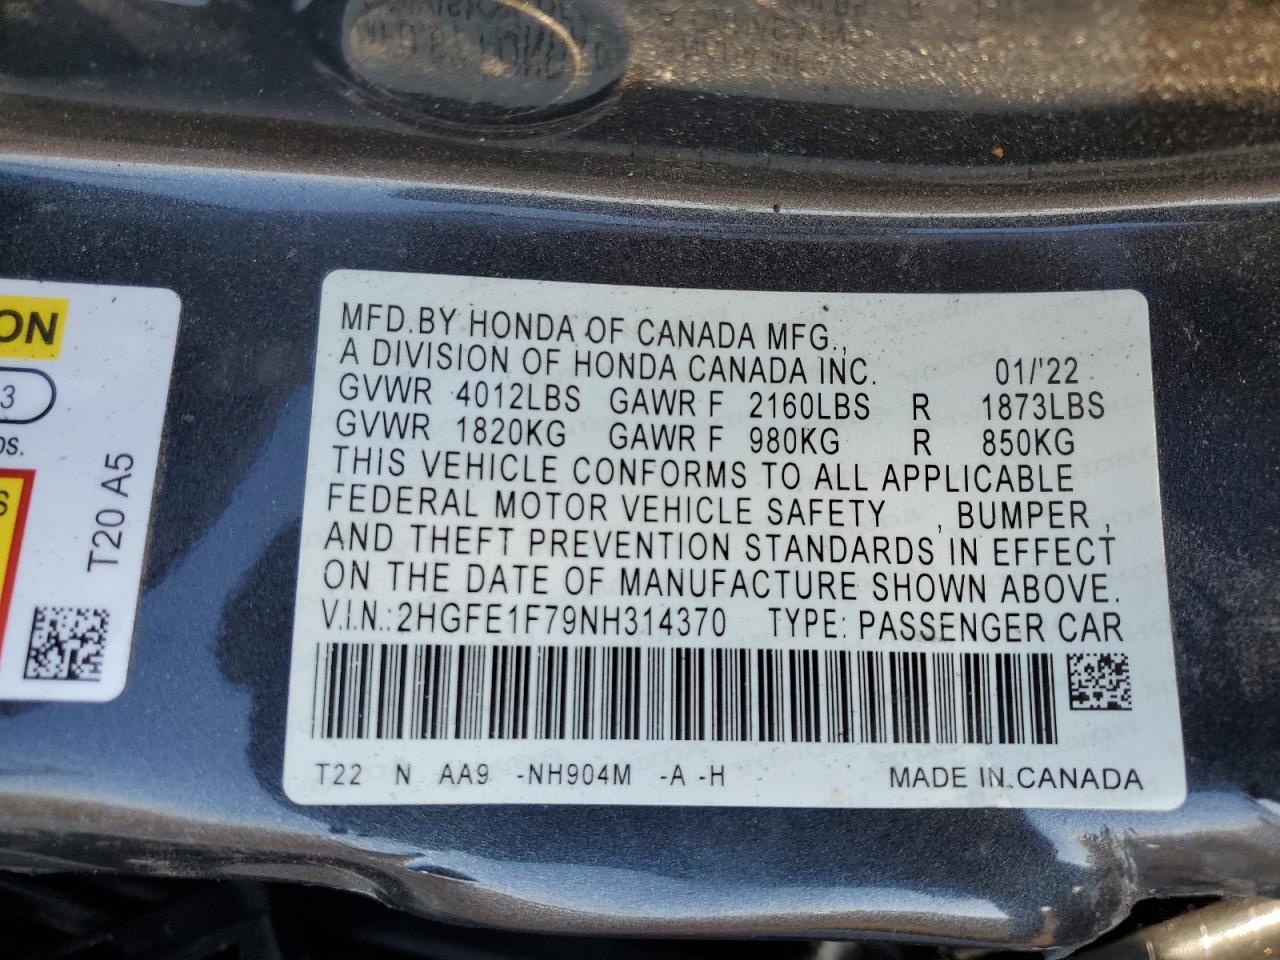 MFD.BY HONDA OF CANADA MFG.,
A DIVISION OF HONDA CANADA INC. 01/'22
GVWR 4012LBS GAWR F 2160LBS R 1873LBS
GVWR 1820KG GAWR F 980KG R 850KG
THIS VEHICLE CONFORMS TO ALL APPLICABLE
FEDERAL MOTOR VEHICLE SAFETY , BUMPER ,
AND THEFT PREVENTION STANDARDS IN EFFECT
ON THE DATE OF MANUFACTURE SHOWN ABOVE.
V.I.N.: 2HGFE1F79NH314370 TYPE: PASSENGER CAR
T22 N AA9 -NH904M -A -H MADE IN CANADA
ON
3
T20 A5